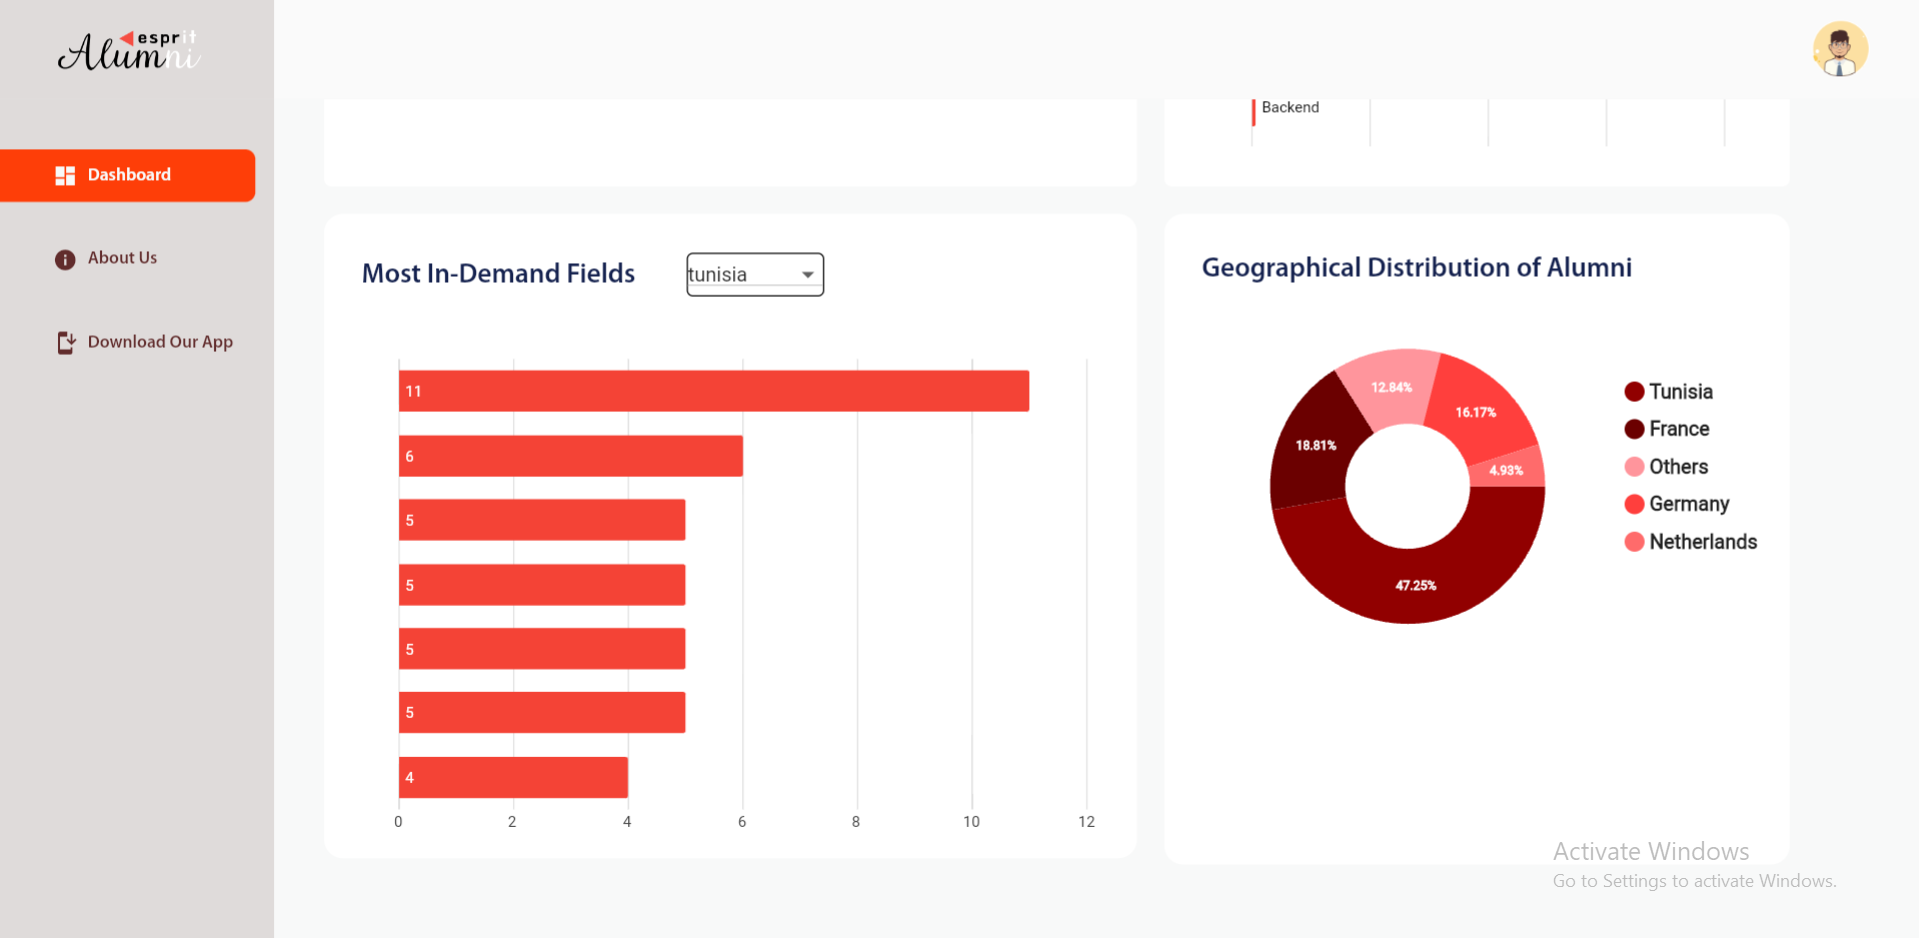 esprit
Alumni
Dashboard
About Us
Download Our App
Backend
Most In-Demand Fields
tunisia
11
6
5
5
5
5
4
0 2 4 6 8 10 12
Geographical Distribution of Alumni
12.84%
16.17%
18.81%
4.93%
47.25%
Tunisia
France
Others
Germany
Netherlands
Activate Windows
Go to Settings to activate Windows.